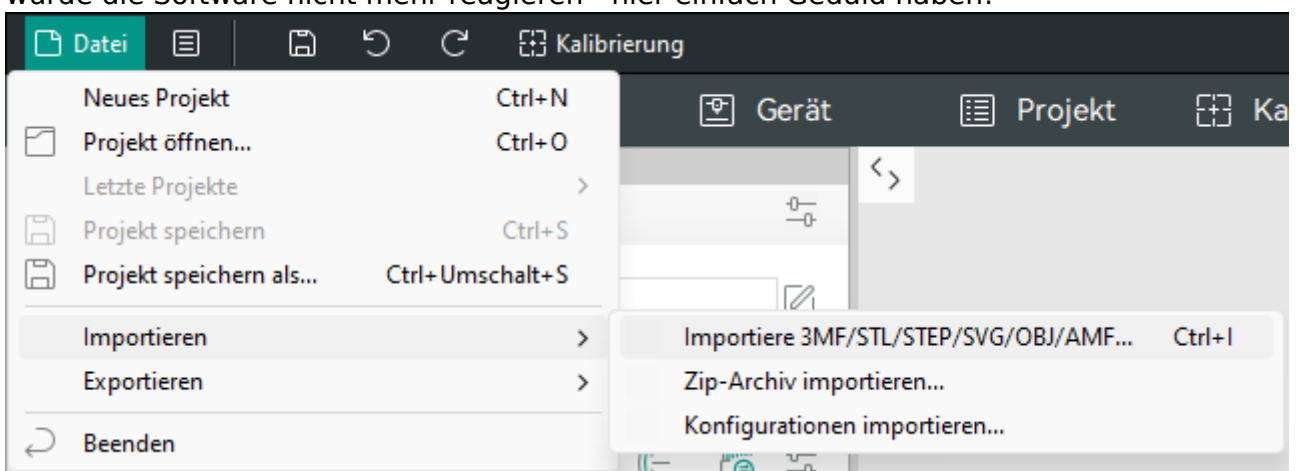 würde die Software nicht mehr reagieren - hier einfach Geduld haben.
Datei Kalibrierung
Gerät Projekt Ka
Neues Projekt Ctrl+N
Projekt öffnen... Ctrl+O
Letzte Projekte
Projekt speichern Ctrl+S
Projekt speichern als... Ctrl+Umschalt+S
Importieren
Exportieren
Beenden
Importiere 3MF/STL/STEP/SVG/OBJ/AMF... Ctrl+I
Zip-Archiv importieren...
Konfigurationen importieren...